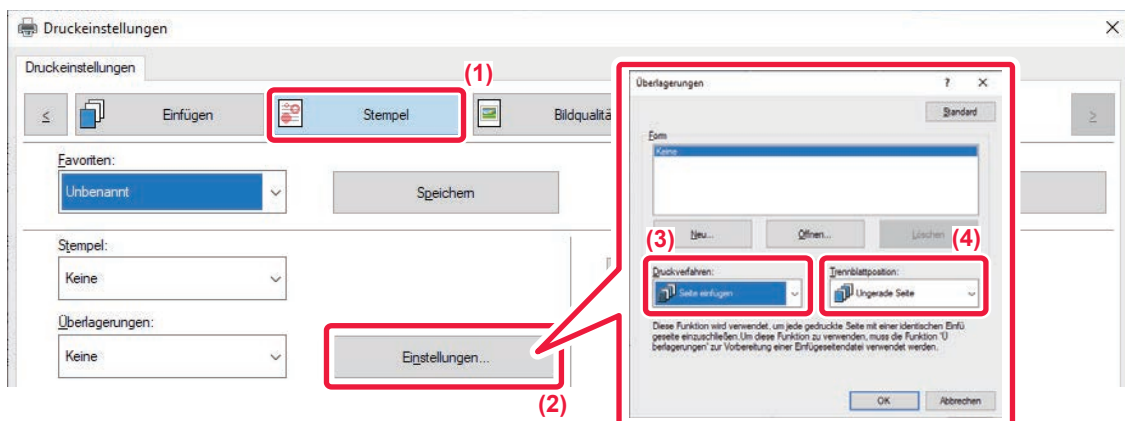 Druckeinstellungen
Druckeinstellungen
(1)
<
Einfügen
Stempel
Bildqualitä
>
Favoriten:
Unbenannt
Speichern
Stempel:
Keine
Überlagerungen:
Keine
Einstellungen...
(2)
Überlagerungen
?
Standard
Form
Keine
Neu...
Öffnen...
Löschen
(3)
(4)
Druckverfahren:
Trennblattposition:
Seite einfügen
Ungerade Seite
Diese Funktion wird verwendet, um jede gedruckte Seite mit einer identischen Einfü
geseite einzuschließen.Um diese Funktion zu verwenden, muss die Funktion 'Ü
berlagerungen' zur Vorbereitung einer Einfügeseitendatei verwendet werden.
OK
Abbrechen